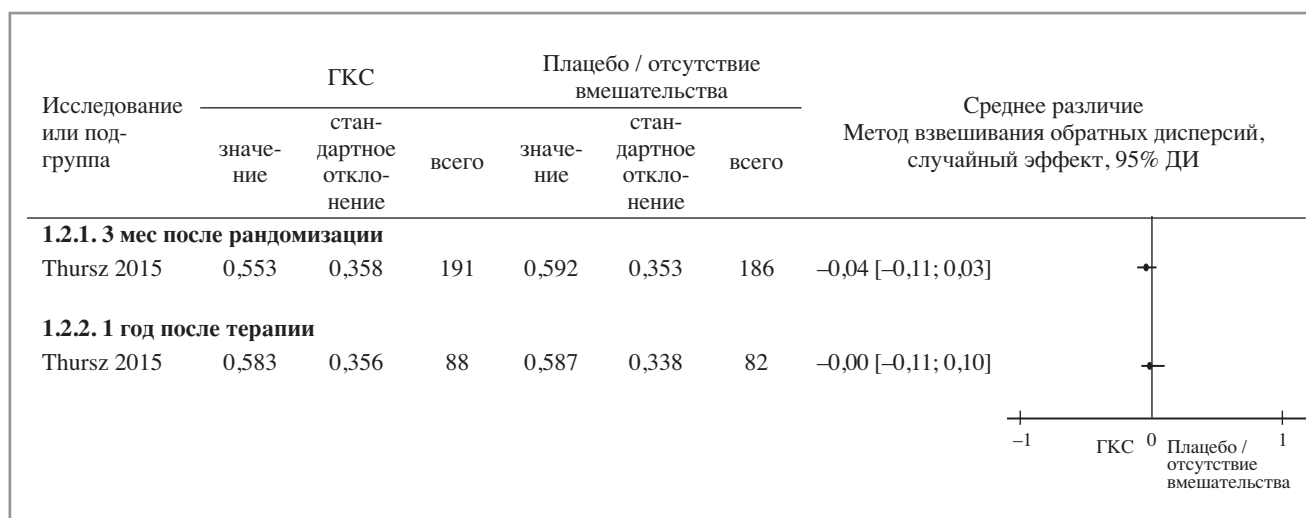 Исследование
или под-
группа
ГКС
Плацебо / отсутствие
вмешательства
Среднее различие
Метод взвешивания обратных дисперсий,
случайный эффект, 95% ДИ
значе-
ние
стан-
дартное
откло-
нение
всего
значе-
ние
стан-
дартное
откло-
нение
всего
1.2.1. 3 мес после рандомизации
Thursz 2015 0,553 0,358 191 0,592 0,353 186 –0,04 [–0,11; 0,03]
1.2.2. 1 год после терапии
Thursz 2015 0,583 0,356 88 0,587 0,338 82 –0,00 [–0,11; 0,10]
–1 0 1
ГКС Плацебо /
отсутствие
вмешательства